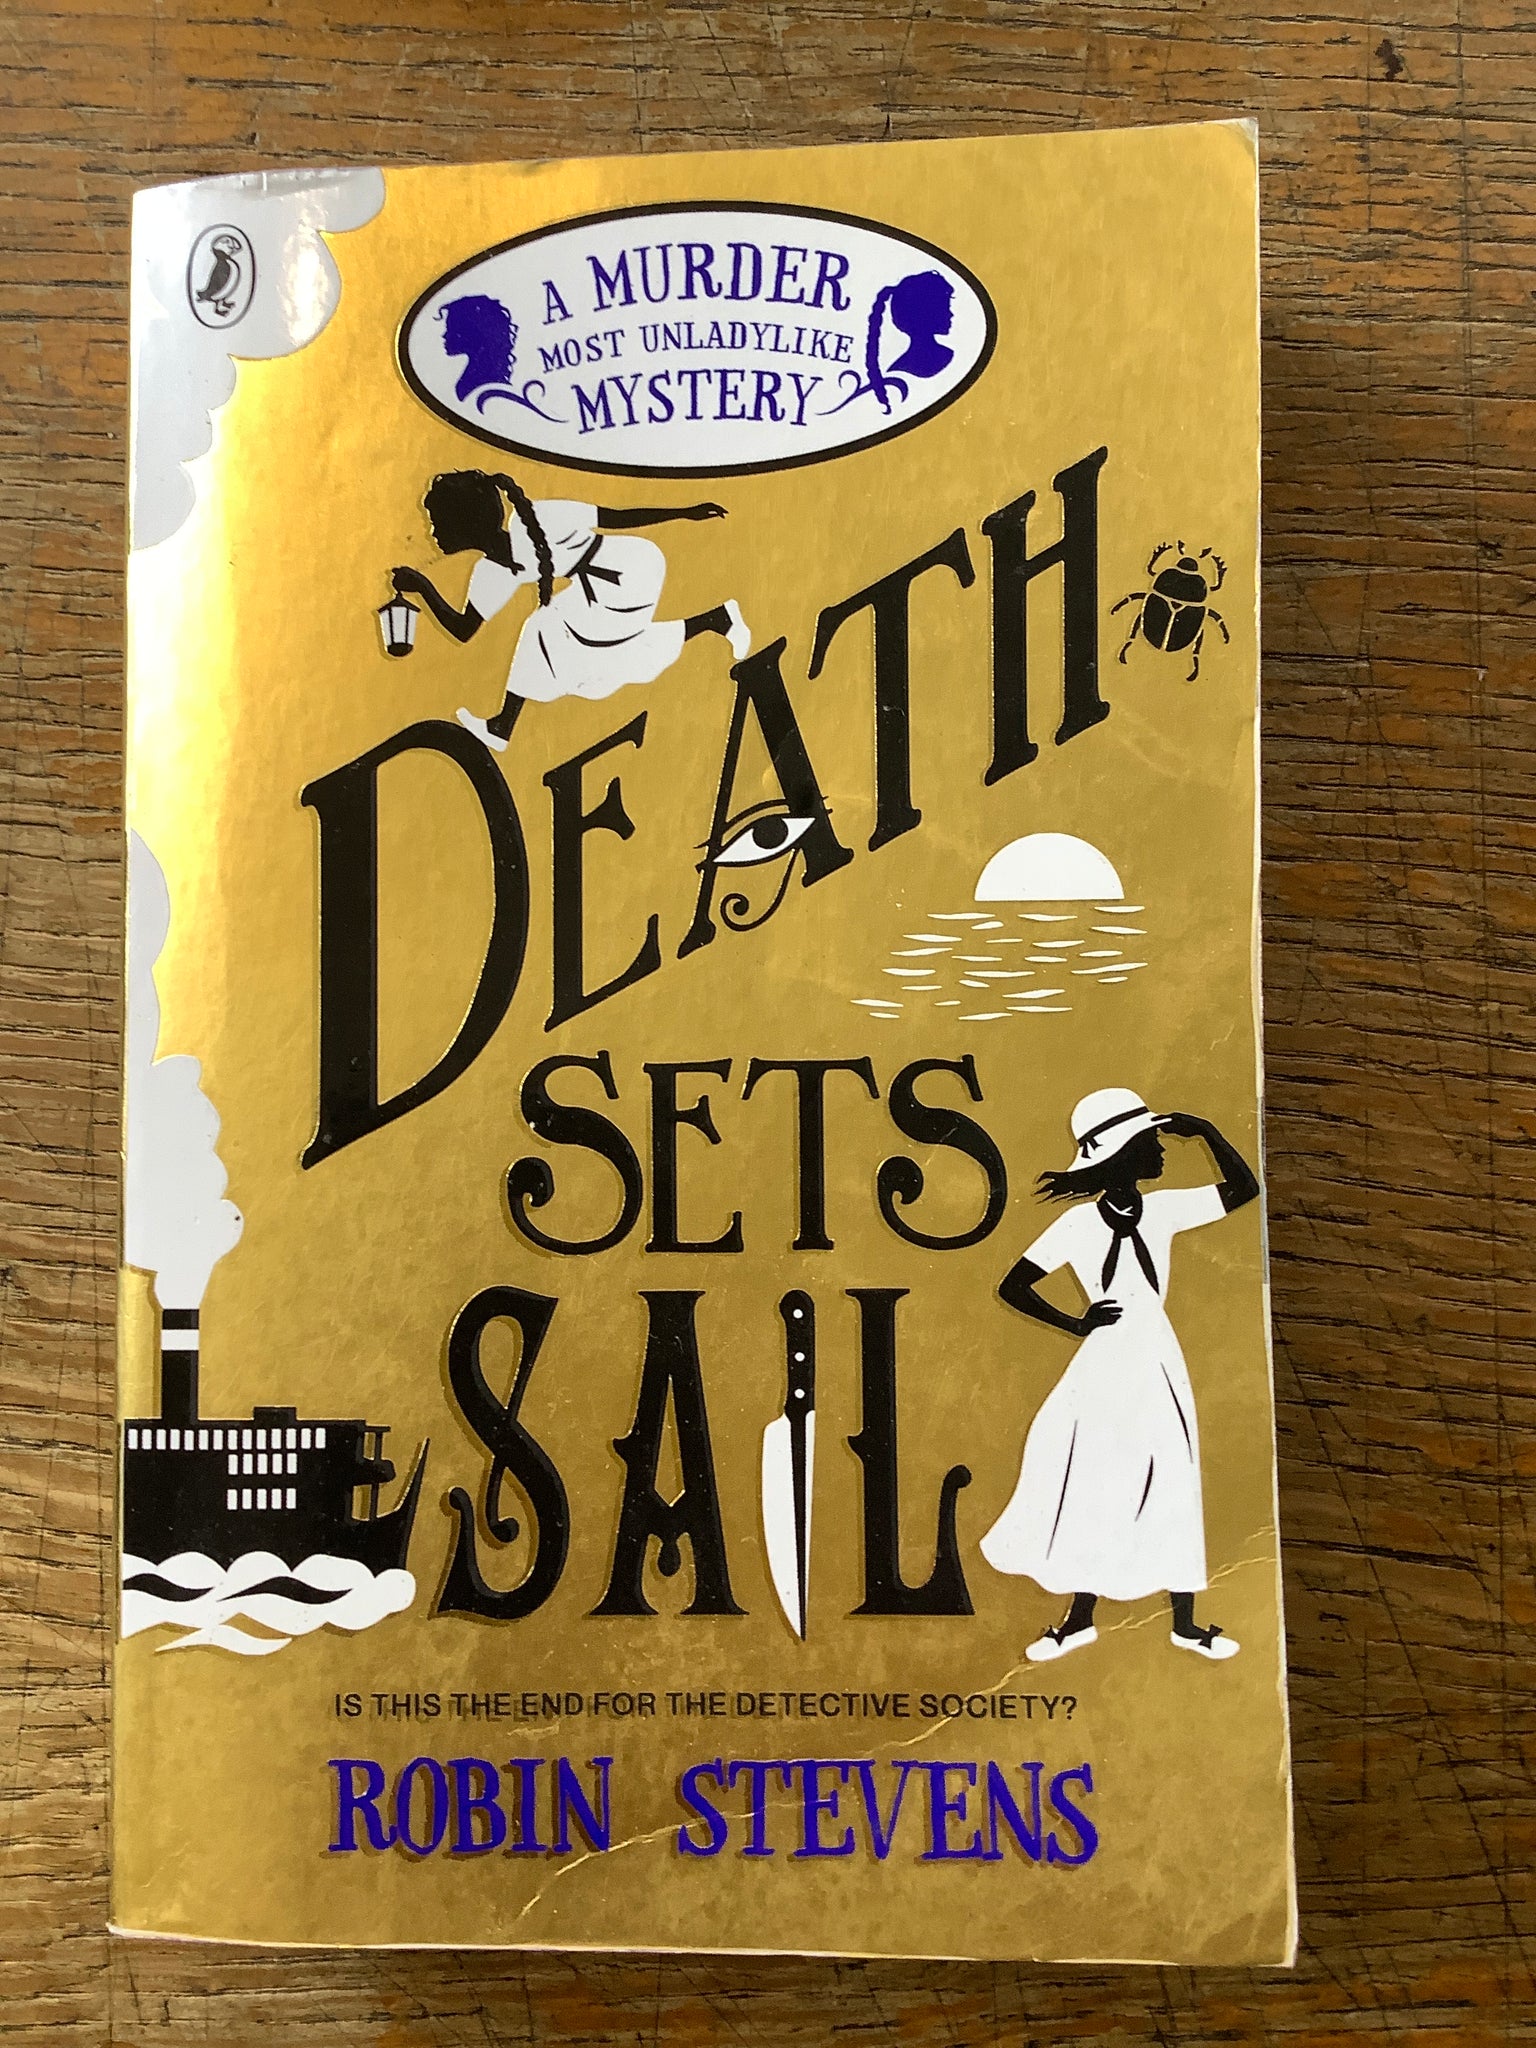 A MURDER
MOST UNLADYLIKE
MYSTERY
DEATH
SETS
SAIL
IS THIS THE END FOR THE DETECTIVE SOCIETY?
ROBIN STEVENS